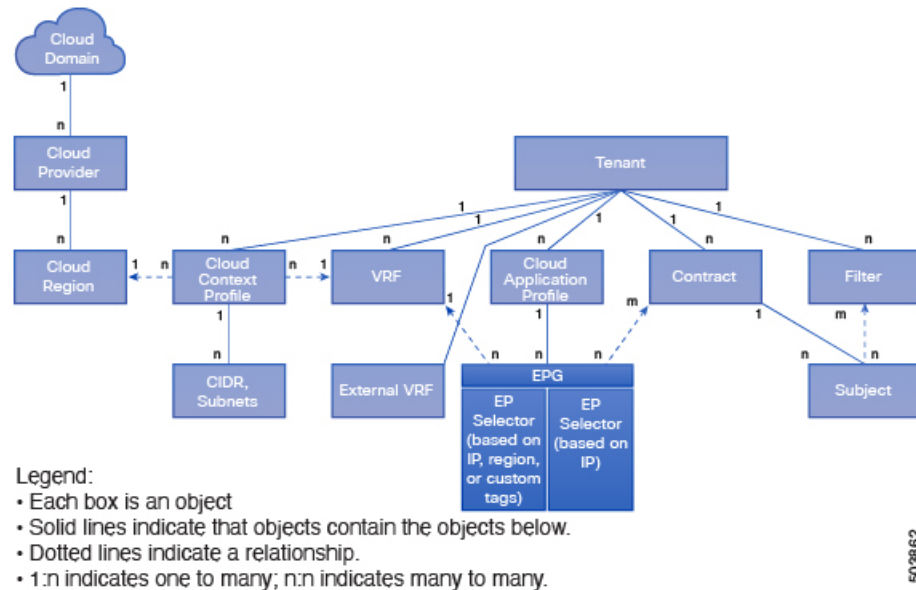 Cloud
Domain
1
n
Cloud
Provider
Tenant
1
1
1
1
1
1
n
n
n
n
n
n
Cloud
Region
1
n
Cloud
Context
Profile
n
1
VRF
Cloud
Application
Profile
Contract
Filter
1
1
1
m
1
m
n
n
n
n
n
n
CIDR,
Subnets
External VRF
EPG
EP
Selector
(based on
IP, region,
or custom
tags)
EP
Selector
(based on
IP)
Subject
Legend:
• Each box is an object
• Solid lines indicate that objects contain the objects below.
• Dotted lines indicate a relationship.
• 1:n indicates one to many; n:n indicates many to many.
503862